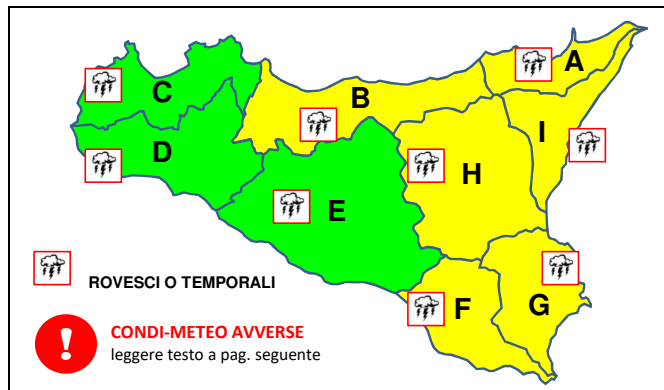 A
C
B
I
D
H
E
F
G
ROVESCI O TEMPORALI
!
CONDI-METEO AVVERSE
leggere testo a pag. seguente